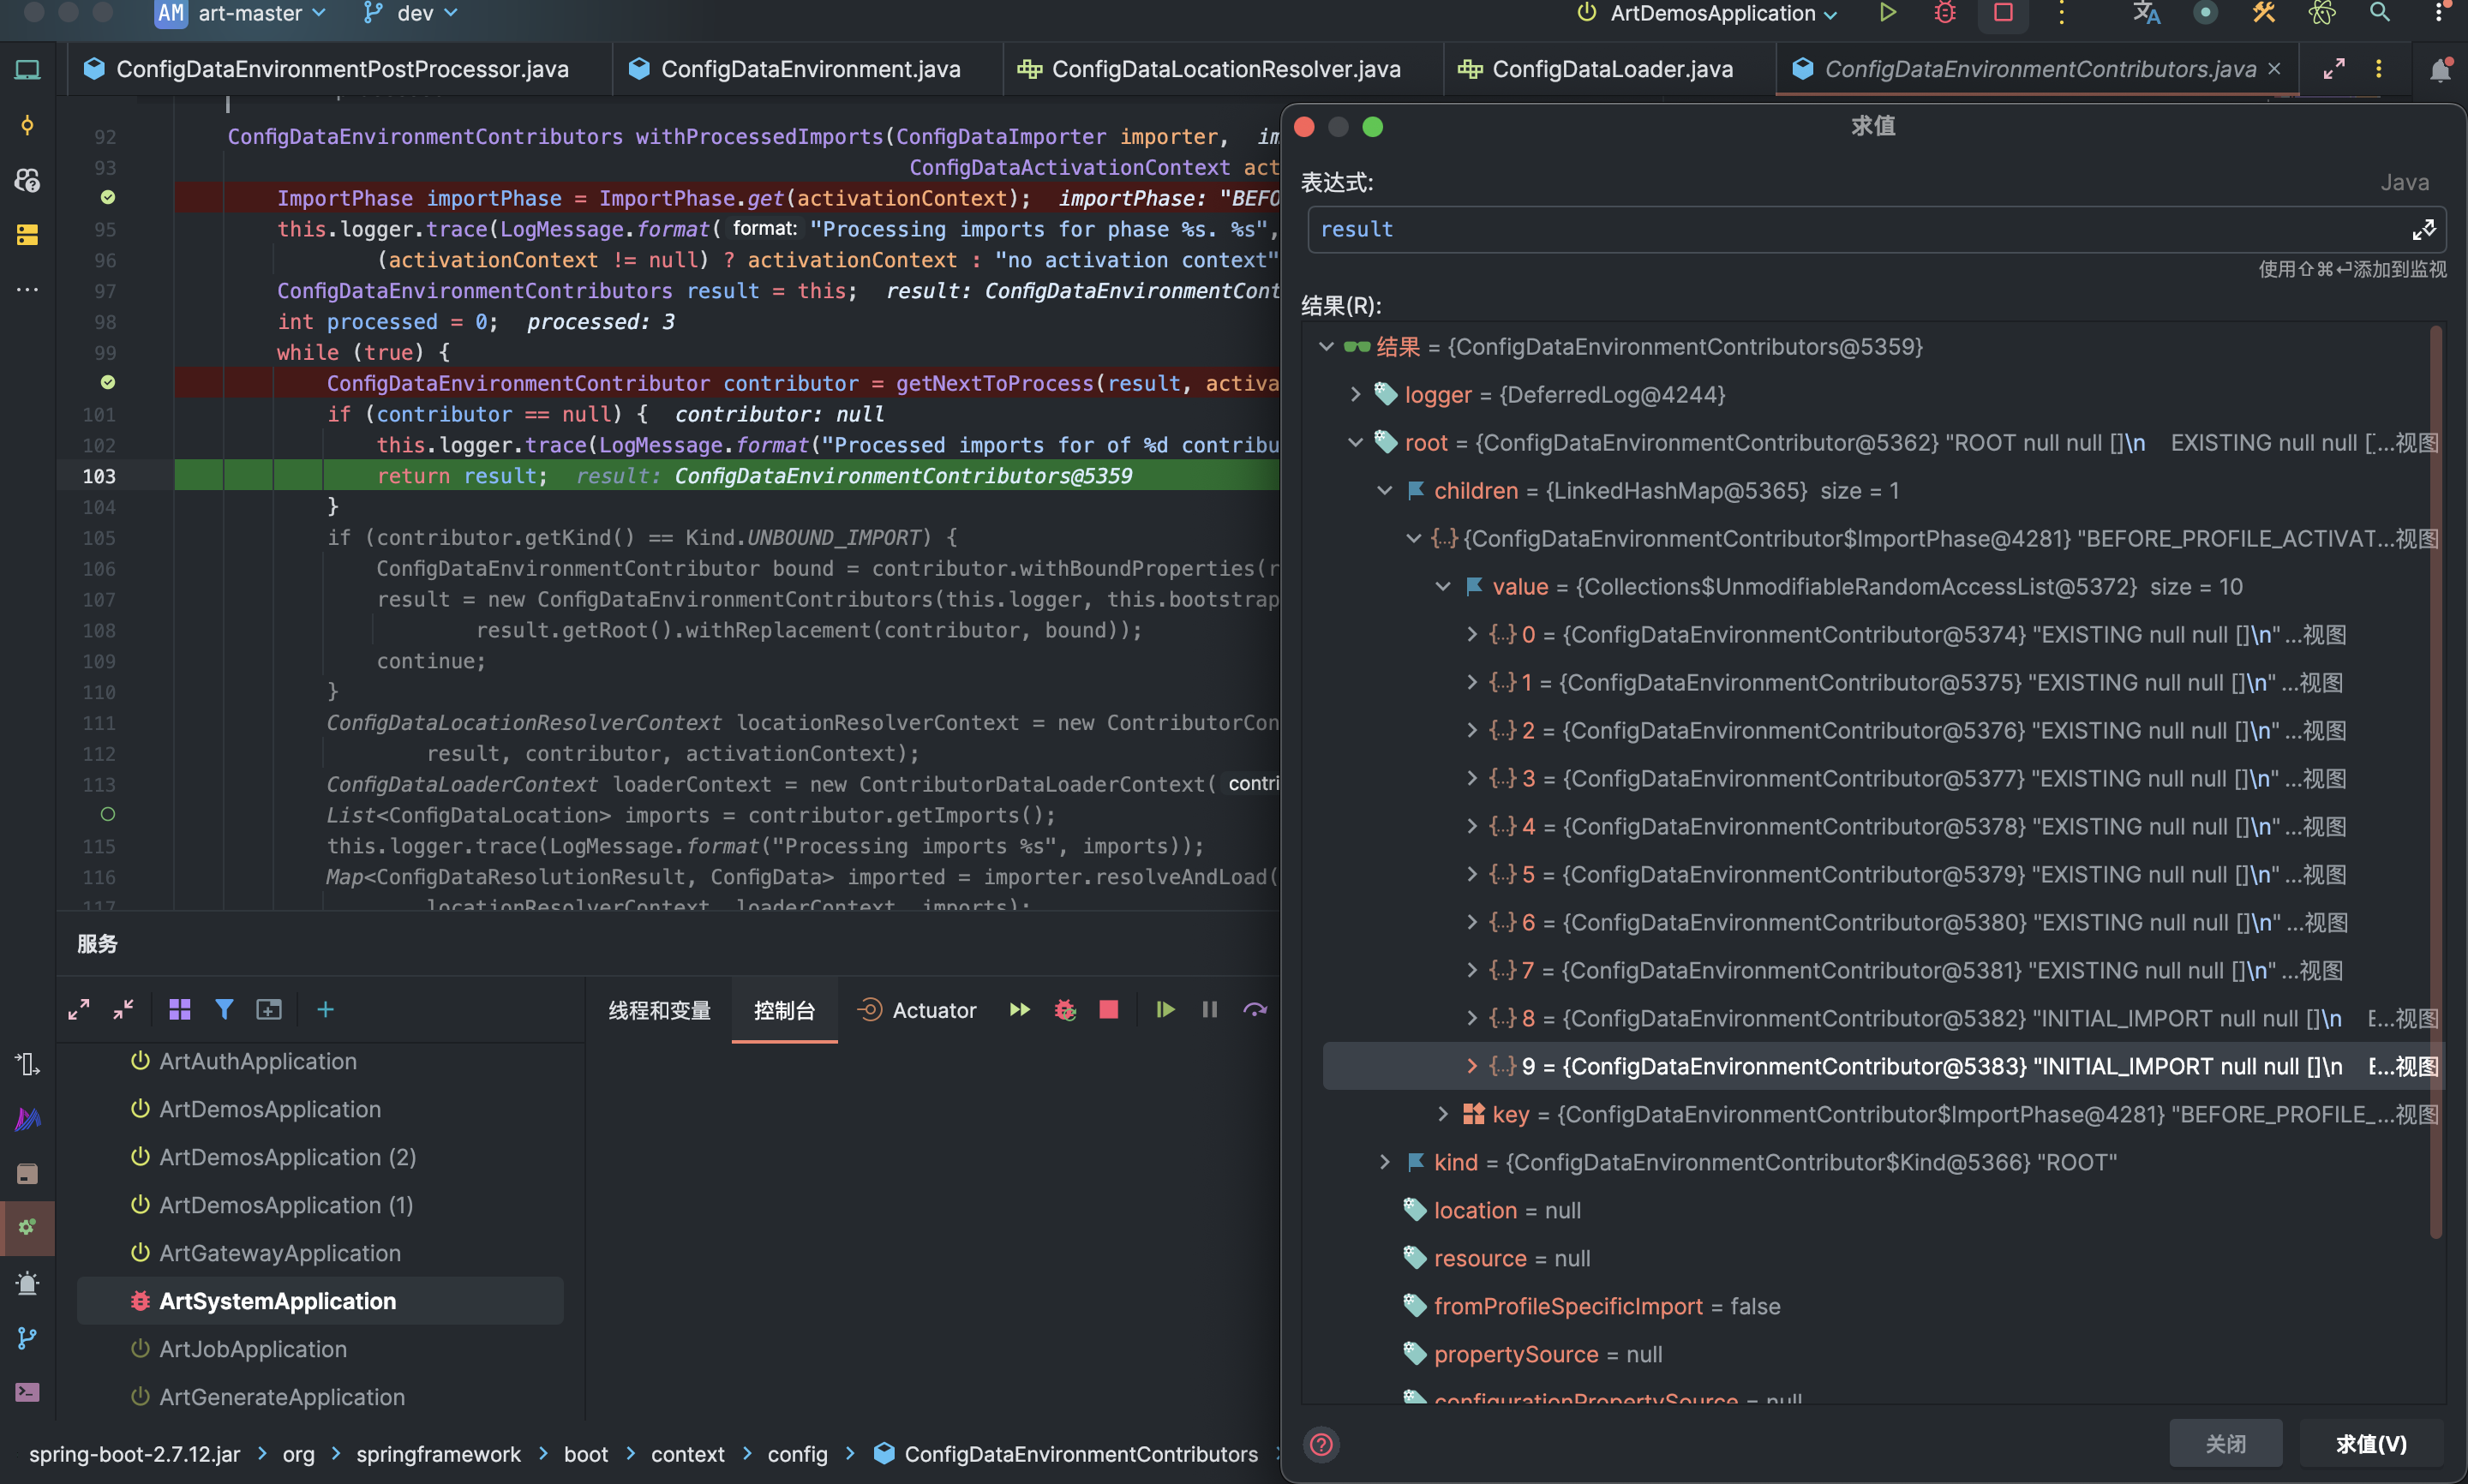 AM art-master dev ArtDemosApplication
ConfigDataEnvironmentPostProcessor.java ConfigDataEnvironment.java ConfigDataLocationResolver.java ConfigDataLoader.java ConfigDataEnvironmentContributors.java
92 ConfigDataEnvironmentContributors withProcessedImports(ConfigDataImporter importer, im
93 ConfigDataActivationContext act
ImportPhase importPhase = ImportPhase.get(activationContext); importPhase: "BEFO
95 this.logger.trace(LogMessage.format( format: "Processing imports for phase %s. %s",
96 (activationContext != null) ? activationContext : "no activation context"
97 ConfigDataEnvironmentContributors result = this; result: ConfigDataEnvironmentCont
98 int processed = 0; processed: 3
99 while (true) {
ConfigDataEnvironmentContributor contributor = getNextToProcess(result, activa
101 if (contributor == null) { contributor: null
102 this.logger.trace(LogMessage.format("Processed imports for of %d contribu
103 return result; result: ConfigDataEnvironmentContributors@5359
104 }
105 if (contributor.getKind() == Kind.UNBOUND_IMPORT) {
106 ConfigDataEnvironmentContributor bound = contributor.withBoundProperties(r
107 result = new ConfigDataEnvironmentContributors(this.logger, this.bootstrap
108 result.getRoot().withReplacement(contributor, bound));
109 continue;
110 }
111 ConfigDataLocationResolverContext locationResolverContext = new ContributorCon
112 result, contributor, activationContext);
113 ConfigDataLoaderContext loaderContext = new ContributorDataLoaderContext( contri
List<ConfigDataLocation> imports = contributor.getImports();
115 this.logger.trace(LogMessage.format("Processing imports %s", imports));
116 Map<ConfigDataResolutionResult, ConfigData> imported = importer.resolveAndLoad(
117 locationResolverContext, loaderContext, imports);
服务
线程和变量 控制台 Actuator
ArtAuthApplication
ArtDemosApplication
ArtDemosApplication (2)
ArtDemosApplication (1)
ArtGatewayApplication
ArtSystemApplication
ArtJobApplication
ArtGenerateApplication
spring-boot-2.7.12.jar org springframework boot context config ConfigDataEnvironmentContributors
求值
表达式: Java
result
使用⇧⌘↩添加到监视
结果(R):
结果 = {ConfigDataEnvironmentContributors@5359}
logger = {DeferredLog@4244}
root = {ConfigDataEnvironmentContributor@5362} "ROOT null null []\n EXISTING null null [...视图
children = {LinkedHashMap@5365} size = 1
{ConfigDataEnvironmentContributor$ImportPhase@4281} "BEFORE_PROFILE_ACTIVAT...视图
value = {Collections$UnmodifiableRandomAccessList@5372} size = 10
0 = {ConfigDataEnvironmentContributor@5374} "EXISTING null null []\n" ...视图
1 = {ConfigDataEnvironmentContributor@5375} "EXISTING null null []\n" ...视图
2 = {ConfigDataEnvironmentContributor@5376} "EXISTING null null []\n" ...视图
3 = {ConfigDataEnvironmentContributor@5377} "EXISTING null null []\n" ...视图
4 = {ConfigDataEnvironmentContributor@5378} "EXISTING null null []\n" ...视图
5 = {ConfigDataEnvironmentContributor@5379} "EXISTING null null []\n" ...视图
6 = {ConfigDataEnvironmentContributor@5380} "EXISTING null null []\n" ...视图
7 = {ConfigDataEnvironmentContributor@5381} "EXISTING null null []\n" ...视图
8 = {ConfigDataEnvironmentContributor@5382} "INITIAL_IMPORT null null []\n E...视图
9 = {ConfigDataEnvironmentContributor@5383} "INITIAL_IMPORT null null []\n E...视图
key = {ConfigDataEnvironmentContributor$ImportPhase@4281} "BEFORE_PROFILE_...视图
kind = {ConfigDataEnvironmentContributor$Kind@5366} "ROOT"
location = null
resource = null
fromProfileSpecificImport = false
propertySource = null
configurationPropertySource = null
关闭 求值(V)